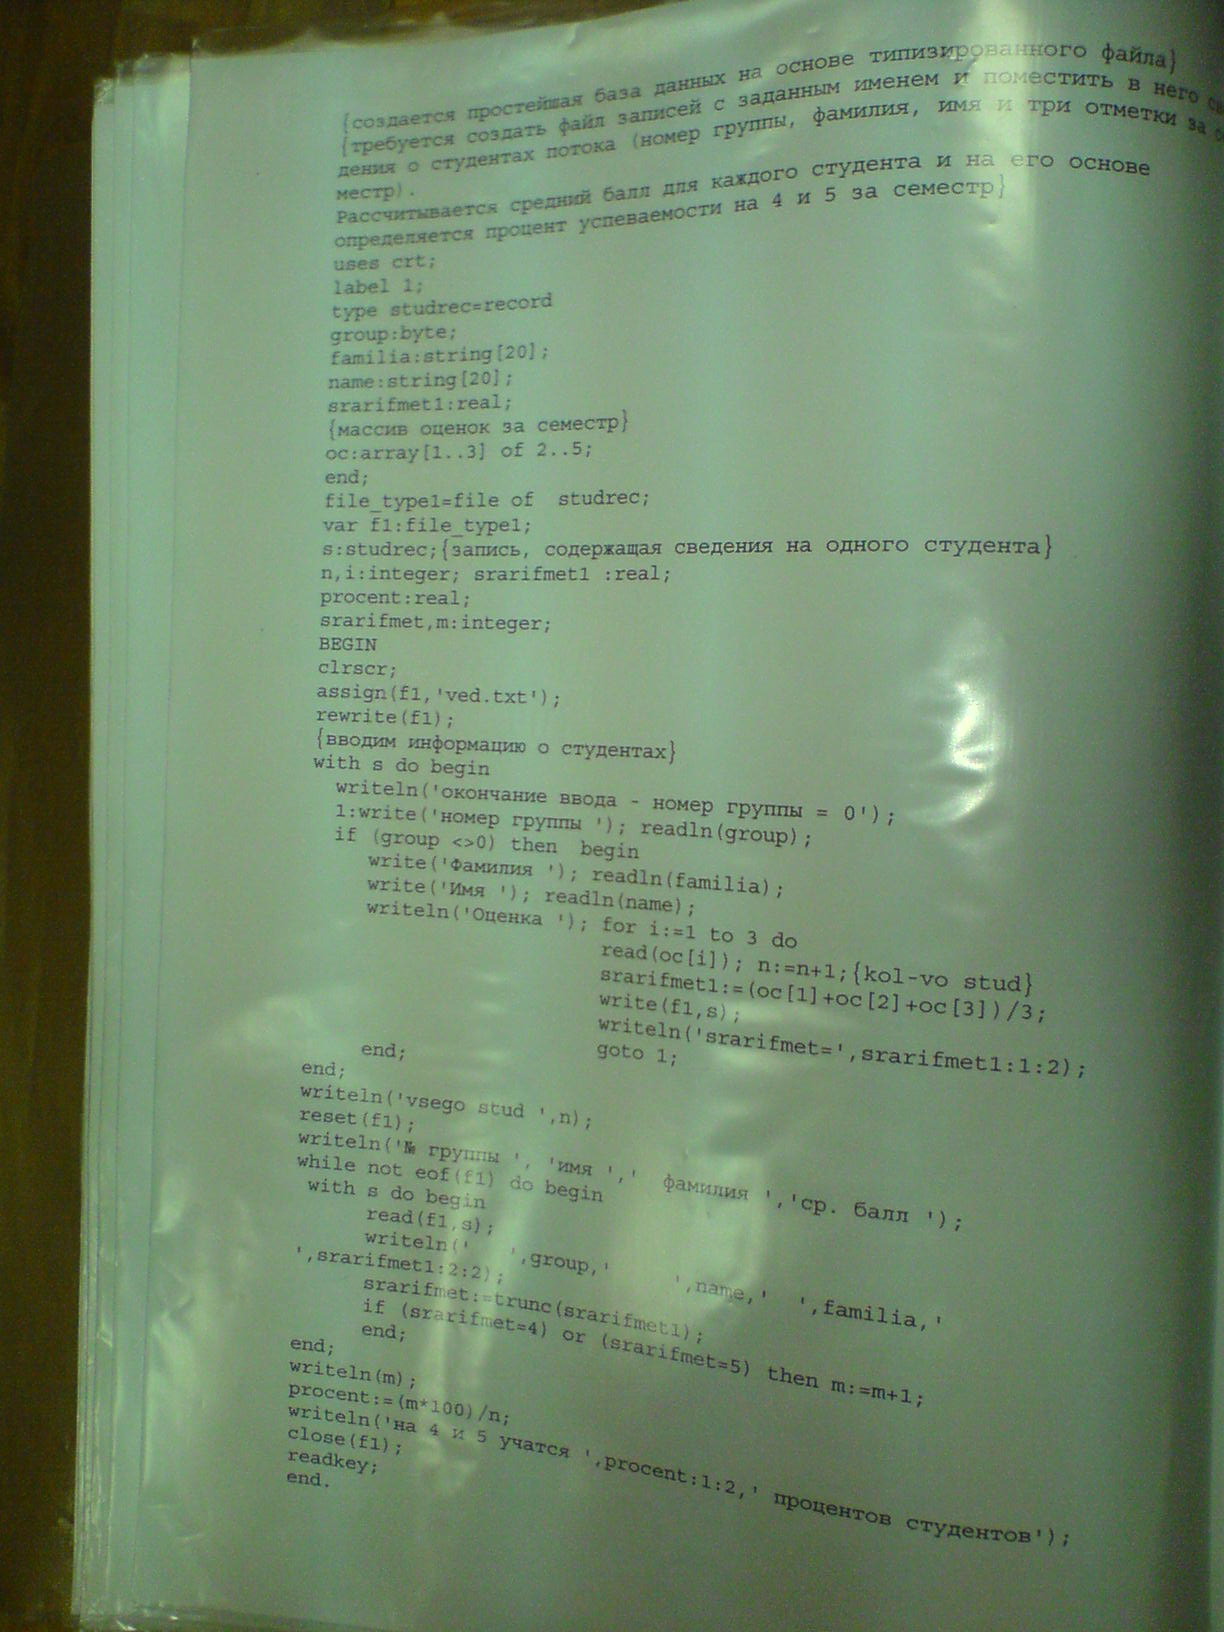 {создается простейшая база данных на основе типизированного файла}
{требуется создать файл записей с заданным именем и поместить в него
дения о студентах потока (номер группы, фамилия, имя и три отметки за
местр).
Рассчитывается средний балл для каждого студента и на его основе
определяется процент успеваемости на 4 и 5 за семестр}
uses crt;
label 1;
type studrec=record
group:byte;
familia:string[20];
name:string[20];
srarifmet1:real;
{массив оценок за семестр}
oc:array[1..3] of 2..5;
end;
file_type1=file of  studrec;
var f1:file_type1;
s:studrec;{запись, содержащая сведения на одного студента}
n,i:integer; srarifmet1 :real;
procent:real;
srarifmet,m:integer;
BEGIN
clrscr;
assign(f1,'ved.txt');
rewrite(f1);
{вводим информацию о студентах}
with s do begin
writeln('окончание ввода - номер группы = 0');
1:write('номер группы '); readln(group);
if (group <>0) then  begin
write('Фамилия '); readln(familia);
write('Имя '); readln(name);
writeln('Оценка '); for i:=1 to 3 do
read(oc[i]); n:=n+1;{kol-vo stud}
srarifmet1:=(oc[1]+oc[2]+oc[3])/3;
write(f1,s);
writeln('srarifmet=',srarifmet1:1:2);
goto 1;
end;
end;
writeln('vsego stud ',n);
reset(f1);
writeln('№ группы ', 'имя ','  фамилия ','ср. балл ');
while not eof(f1) do begin
with s do begin
read(f1,s);
writeln('   ',group,'     ',name,'  ',familia,'
',srarifmet1:2:2);
srarifmet:=trunc(srarifmet1);
if (srarifmet=4) or (srarifmet=5) then m:=m+1;
end;
end;
writeln(m);
procent:=(m*100)/n;
writeln('на 4 и 5 учатся ',procent:1:2,' процентов студентов');
close(f1);
readkey;
end.